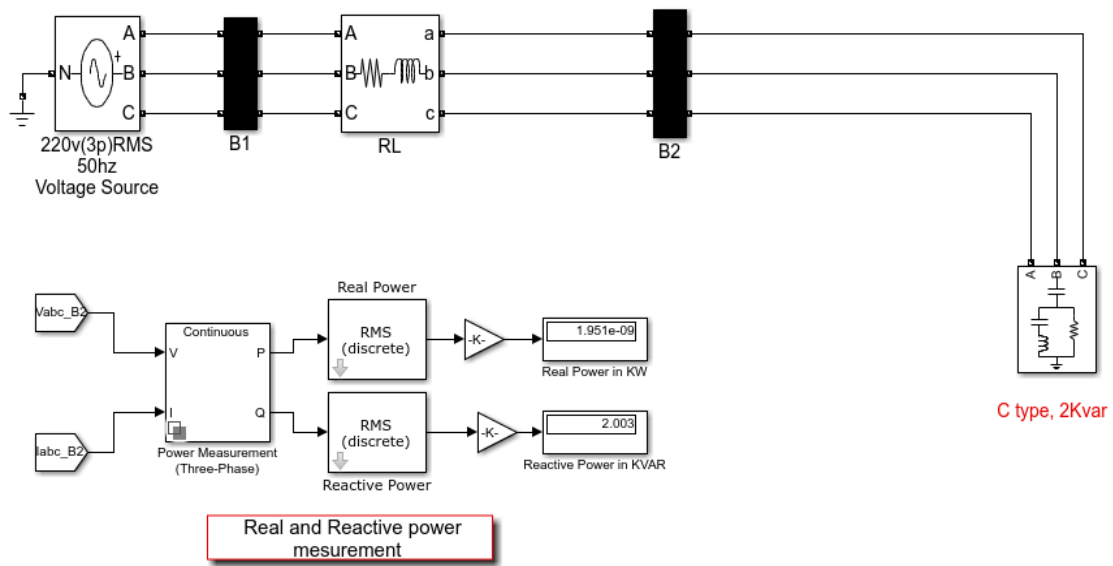 A
B
C
N
+
220v(3p)RMS
50hz
Voltage Source
B1
A
B
C
a
b
c
RL
B2
A
B
C
C type, 2Kvar
Vabc_B2
Iabc_B2
Continuous
V
I
P
Q
Power Measurement
(Three-Phase)
Real Power
RMS
(discrete)
-K-
1.951e-09
Real Power in KW
RMS
(discrete)
Reactive Power
-K-
2.003
Reactive Power in KVAR
Real and Reactive power
mesurement